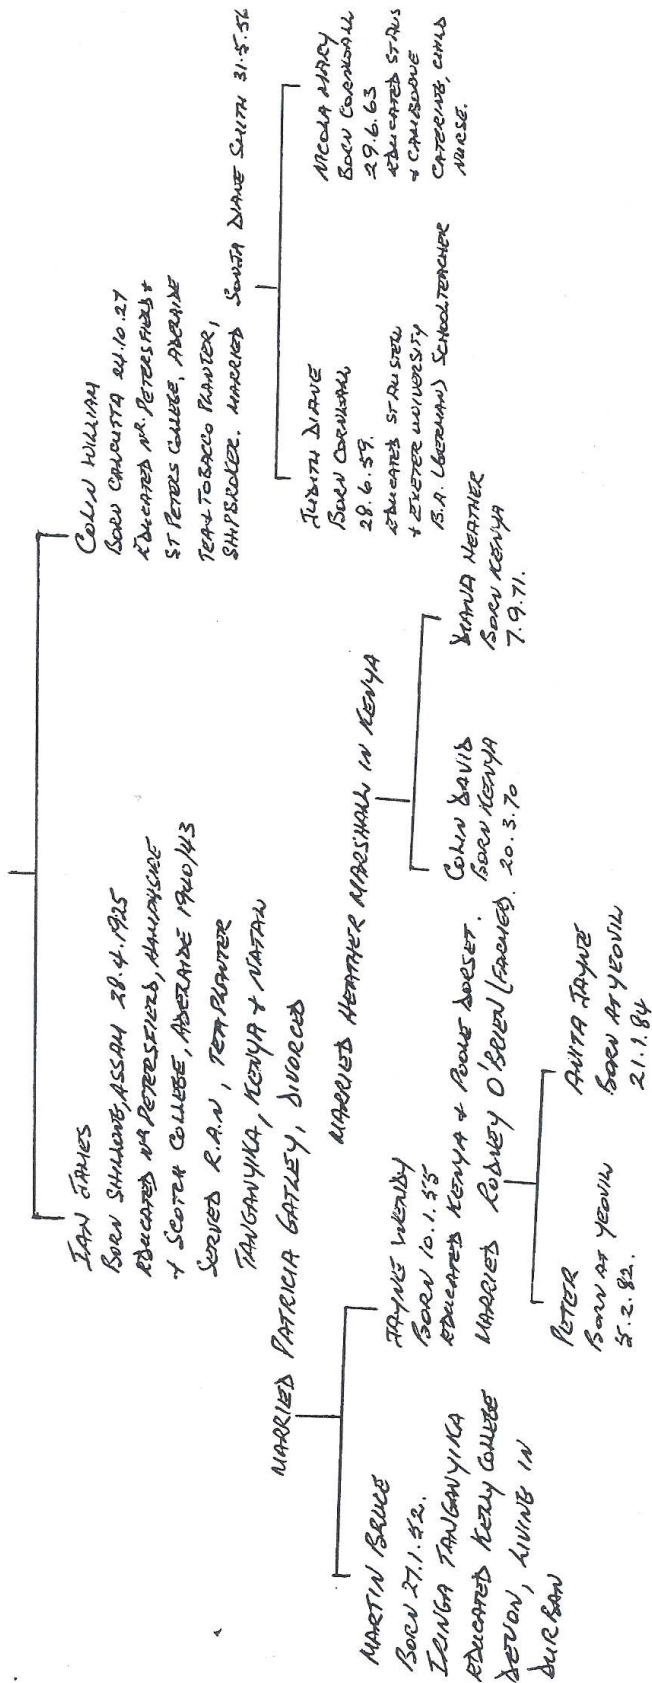 IAN JAMES
BORN SHILLONG, ASSAM 28.4.1925
EDUCATED NR PETERSFIELD, HAMPSHIRE
& SCOTCH COLLEGE, ADELAIDE 1940/43
SERVED R.A.N, TEA PLANTER
TANGANYIKA, KENYA & NATAL
MARRIED PATRICIA GATLEY, DIVORCED
MARRIED HEATHER MARSHALL IN KENYA
COLIN WILLIAM
BORN CALCUTTA 24.10.27
EDUCATED NR. PETERSFIELD &
ST PETERS COLLEGE, ADELAIDE
TEA & TOBACCO PLANTER,
SHIPBROKER. MARRIED SONJA DIANE SMITH 31.5.56
MARTIN BRUCE
BORN 27.1.52.
IRINGA TANGANYIKA
EDUCATED KELLY COLLEGE
DEVON, LIVING IN
DURBAN
JAYNE WENDY
BORN 10.1.55
EDUCATED KENYA & POOLE DORSET.
MARRIED RODNEY O'BRIEN (FARMER).
COLIN DAVID
BORN KENYA
20.3.70
DIANA HEATHER
BORN KENYA
7.9.71.
JUDITH DIANE
BORN CORNWALL
28.6.59.
EDUCATED ST AUSTELL
& EXETER UNIVERSITY
B.A. (GERMAN) SCHOOLTEACHER
NICOLA MARY
BORN CORNWALL
29.6.63
EDUCATED ST AUS
& CAMBORNE
CATERING, CHILD
NURSE.
PETER
BORN AT YEOVIL
5.2.82.
ANITA JAYNE
BORN AT YEOVIL
21.1.84